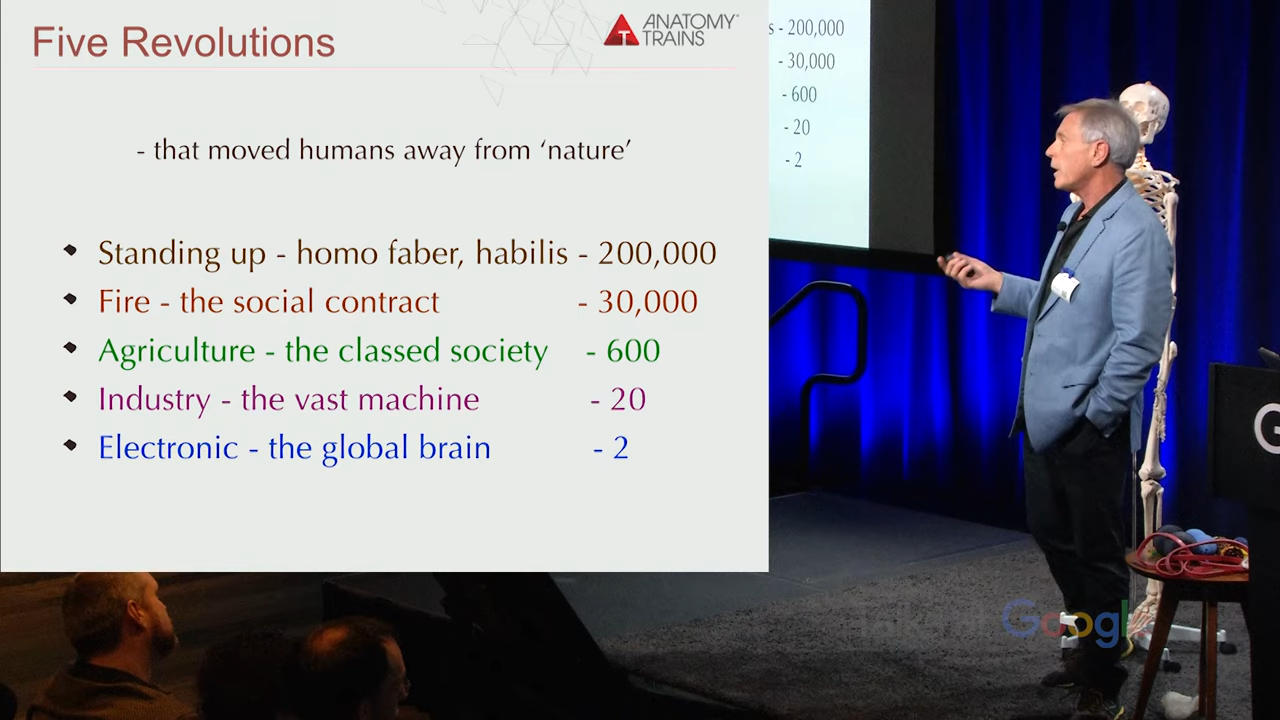 Five Revolutions
ANATOMY
TRAINS
- that moved humans away from ‘nature’
Standing up - homo faber, habilis - 200,000
Fire - the social contract - 30,000
Agriculture - the classed society - 600
Industry - the vast machine - 20
Electronic - the global brain - 2
s - 200,000
- 30,000
- 600
- 20
- 2
G
Google